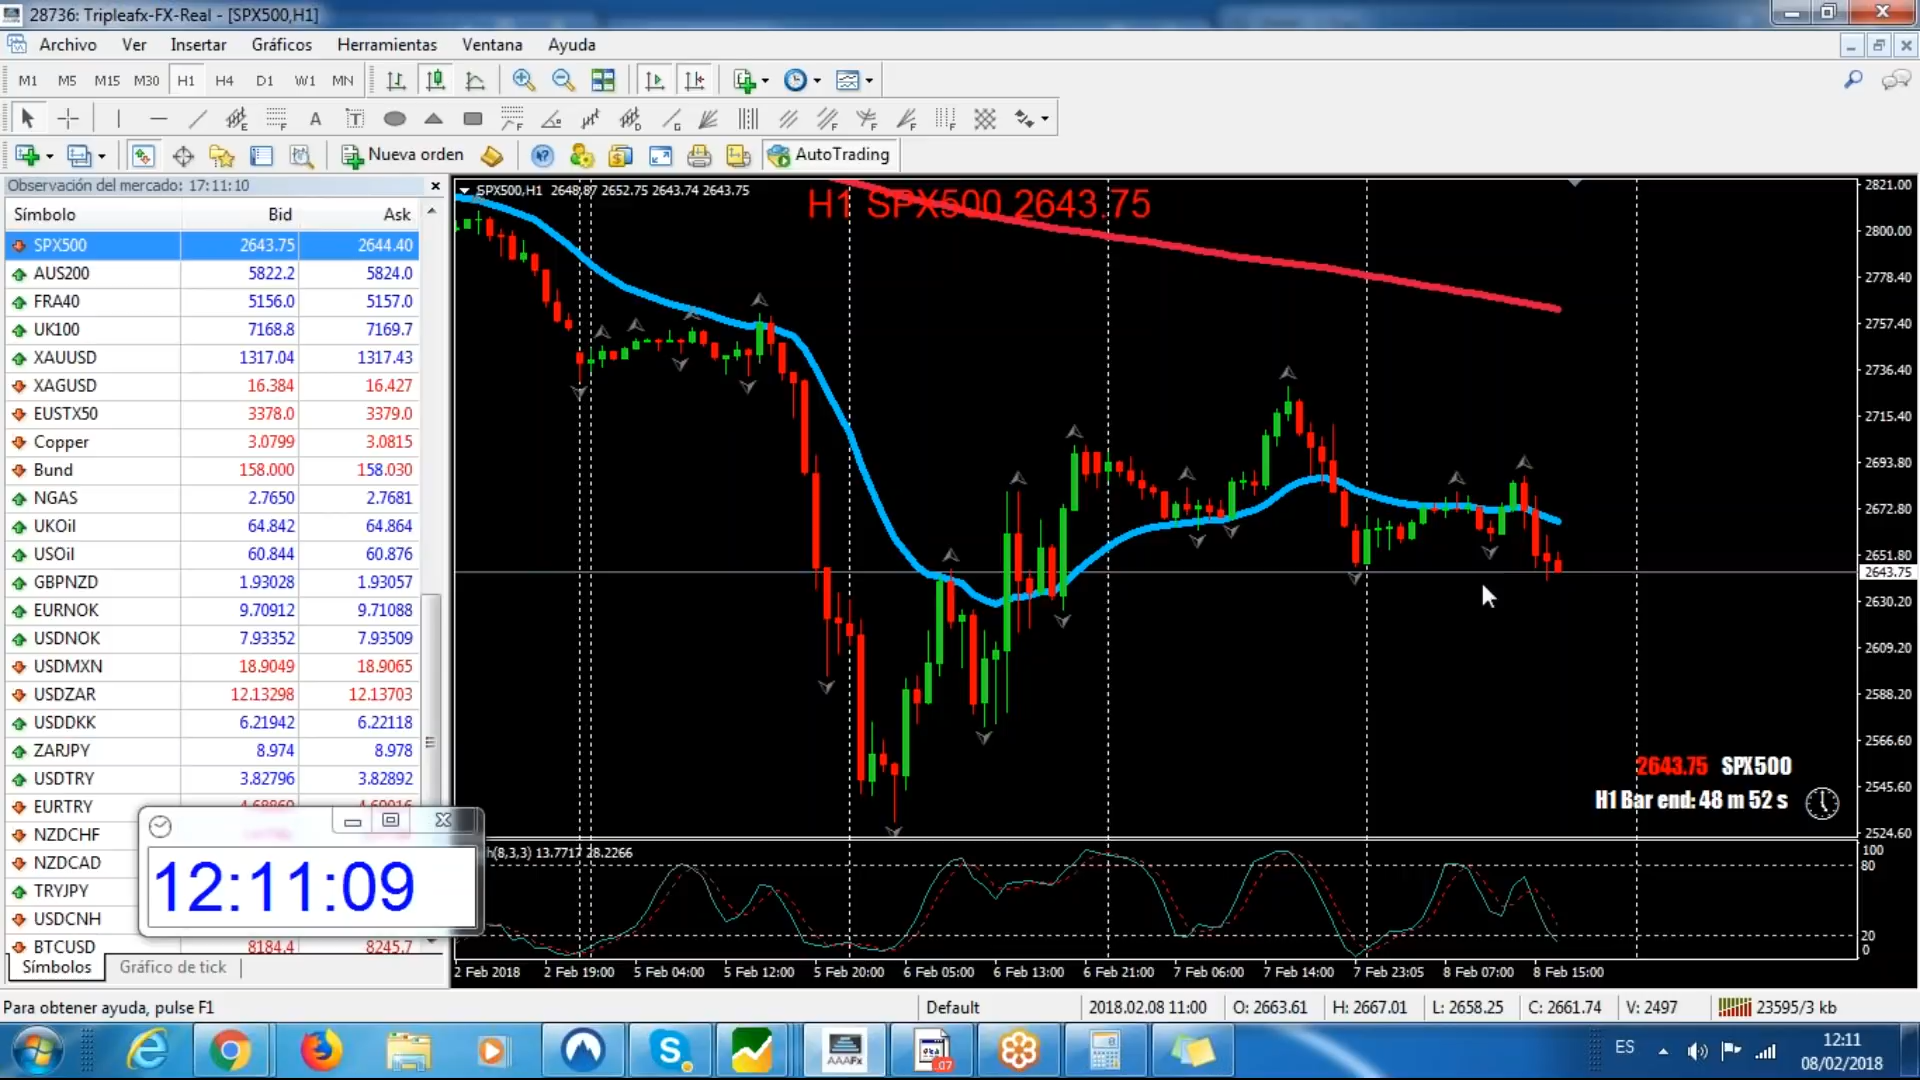 28736: Tripleafx-FX-Real - [SPX500,H1]
Archivo Ver Insertar Gráficos Herramientas Ventana Ayuda
M1 M5 M15 M30 H1 H4 D1 W1 MN
Nueva orden AutoTrading
Observación del mercado: 17:11:10
Símbolo Bid Ask
SPX500 2643.75 2644.40
AUS200 5822.2 5824.0
FRA40 5156.0 5157.0
UK100 7168.8 7169.7
XAUUSD 1317.04 1317.43
XAGUSD 16.384 16.427
EUSTX50 3378.0 3379.0
Copper 3.0799 3.0815
Bund 158.000 158.030
NGAS 2.7650 2.7681
UKOil 64.842 64.864
USOil 60.844 60.876
GBPNZD 1.93028 1.93057
EURNOK 9.70912 9.71088
USDNOK 7.93352 7.93509
USDMXN 18.9049 18.9065
USDZAR 12.13298 12.13703
USDDKK 6.21942 6.22118
ZARJPY 8.974 8.978
USDTRY 3.82796 3.82892
EURTRY
NZDCHF
NZDCAD
TRYJPY
USDCNH
BTCUSD 8184.4 8245.7
12:11:09
Símbolos Gráfico de tick
SPX500,H1 2648.87 2652.75 2643.74 2643.75
H1 SPX500 2643.75
2821.00
2800.00
2778.40
2757.40
2736.40
2715.40
2693.80
2672.80
2651.80
2643.75
2630.20
2609.20
2588.20
2566.60
2545.60
2524.60
2643.75 SPX500
H1 Bar end: 48 m 52 s
h(8,3,3) 13.7717 28.2266
100
80
20
0
2 Feb 2018 2 Feb 19:00 5 Feb 04:00 5 Feb 12:00 5 Feb 20:00 6 Feb 05:00 6 Feb 13:00 6 Feb 21:00 7 Feb 06:00 7 Feb 14:00 7 Feb 23:05 8 Feb 07:00 8 Feb 15:00
Para obtener ayuda, pulse F1 Default 2018.02.08 11:00 O: 2663.61 H: 2667.01 L: 2658.25 C: 2661.74 V: 2497 23595/3 kb
AAAFx
ES
12:11
08/02/2018